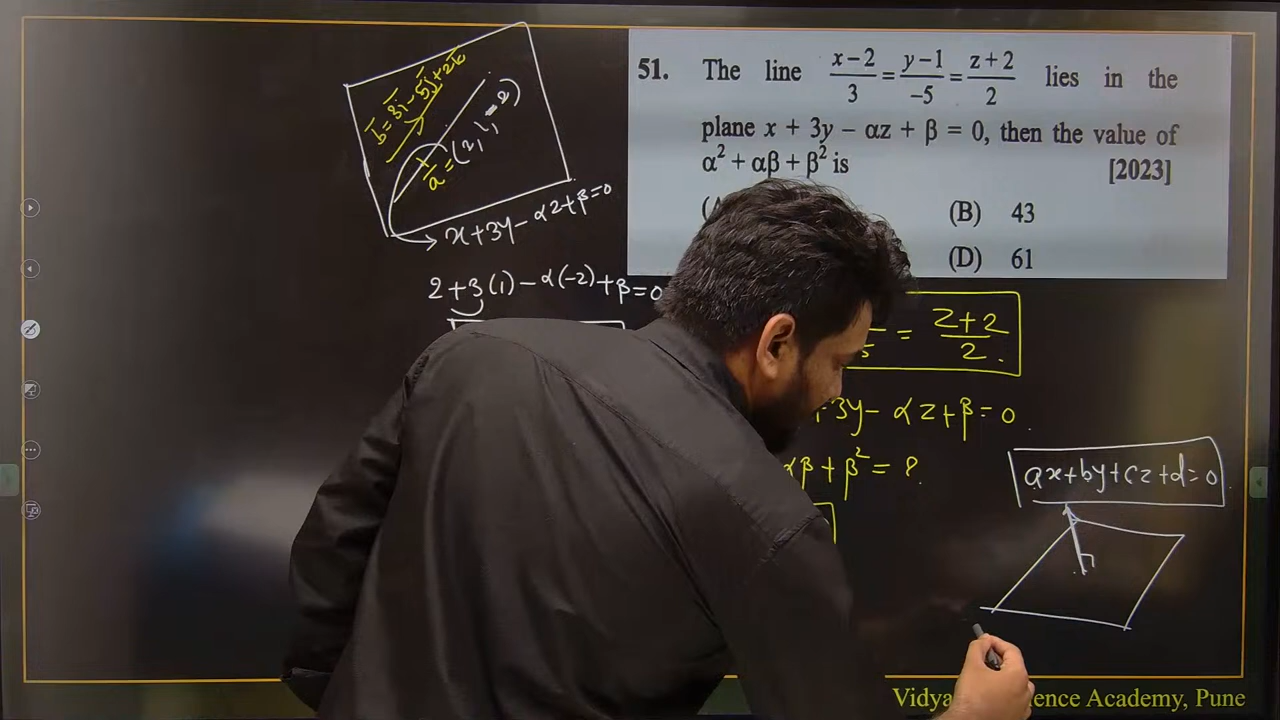 51. The line x−2/3 = y−1/−5 = z+2/2 lies in the
plane x + 3y − αz + β = 0, then the value of
α² + αβ + β² is [2023]
(B) 43
(D) 61
b̄=3ī−5j̄+2k̄
ā=(2,1,−2)
x+3y−αz+β=0
2+3(1)−α(−2)+β=0
= z+2/2.
+3y−αz+β=0.
αβ+β²=?
ax+by+cz+d=0
ence Academy, Pune